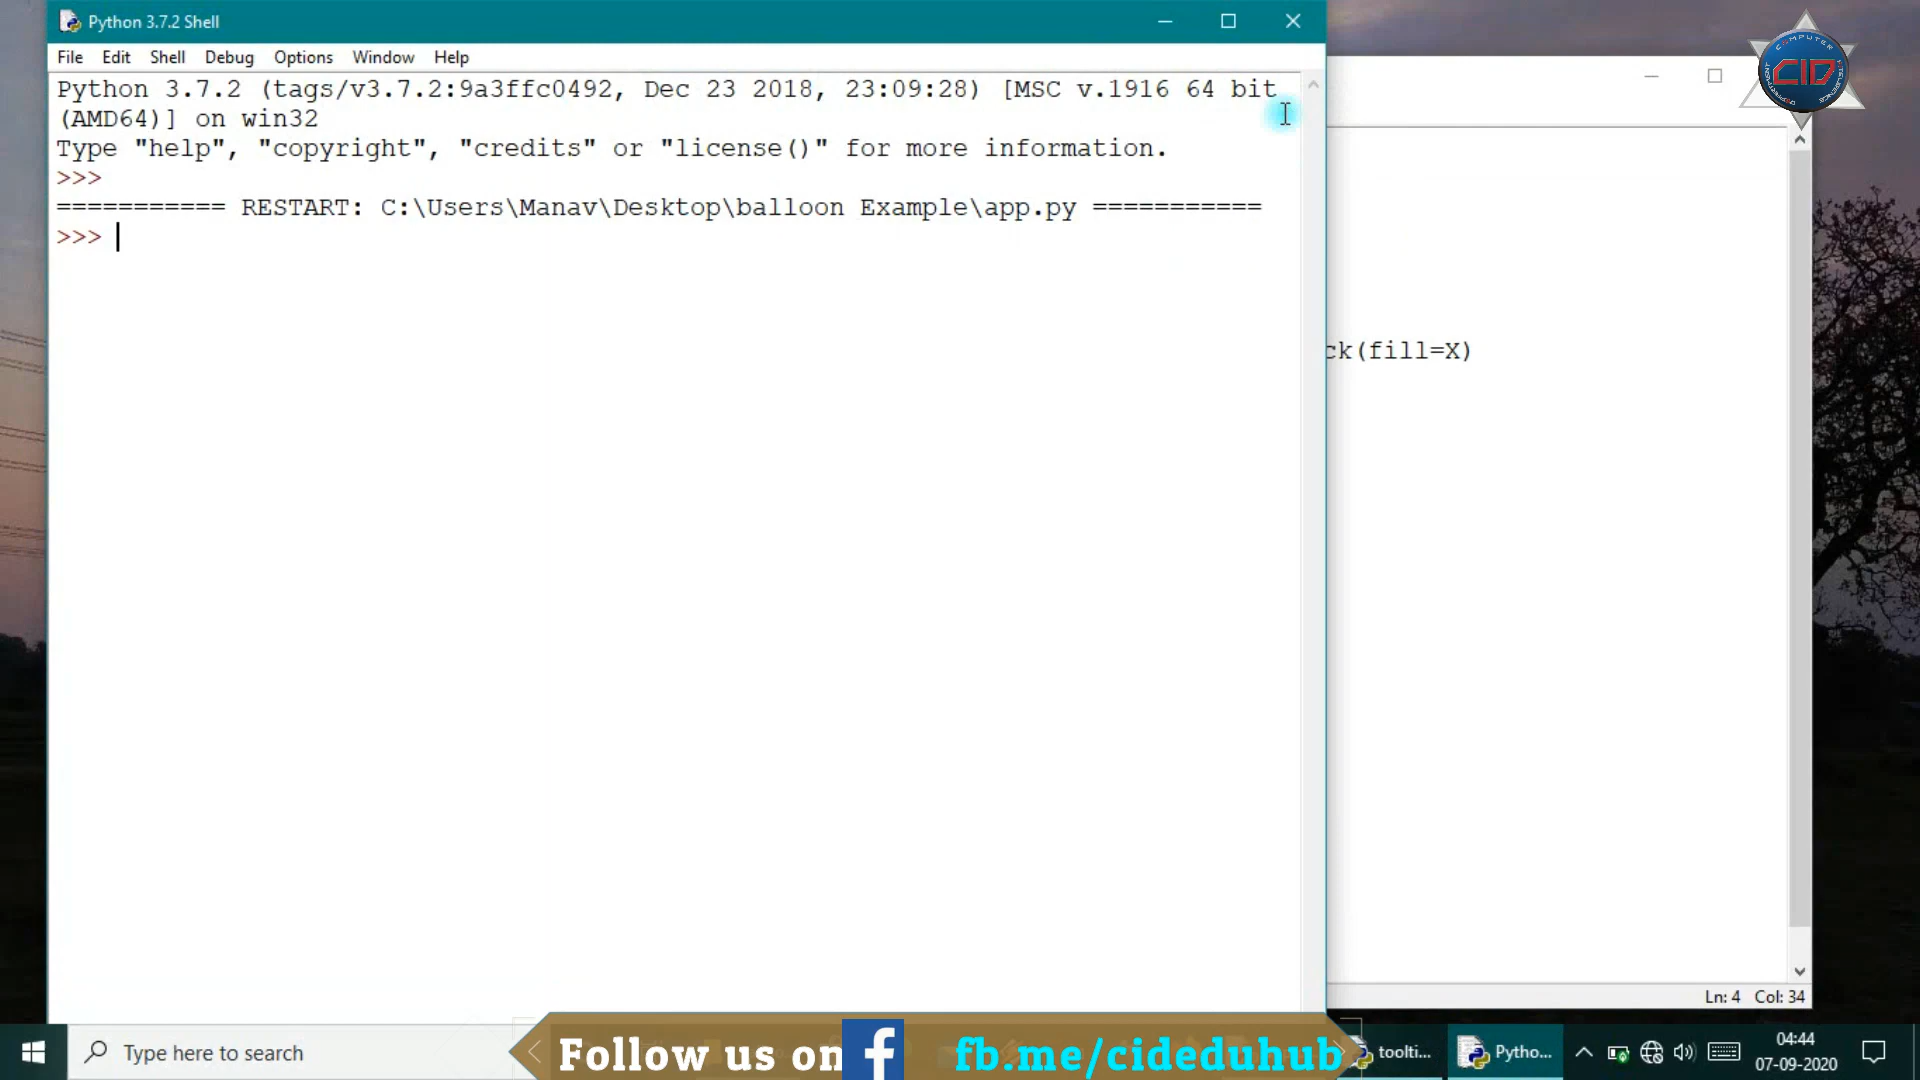 Python 3.7.2 Shell
File Edit Shell Debug Options Window Help
Python 3.7.2 (tags/v3.7.2:9a3ffc0492, Dec 23 2018, 23:09:28) [MSC v.1916 64 bit
(AMD64)] on win32
Type "help", "copyright", "credits" or "license()" for more information.
>>>
=========== RESTART: C:\Users\Manav\Desktop\balloon Example\app.py ===========
>>>
ck(fill=X)
COMPUTER
CID
Ln: 4 Col: 34
Type here to search
Follow us on f fb.me/cideduhub
toolti...
Pytho...
04:44
07-09-2020